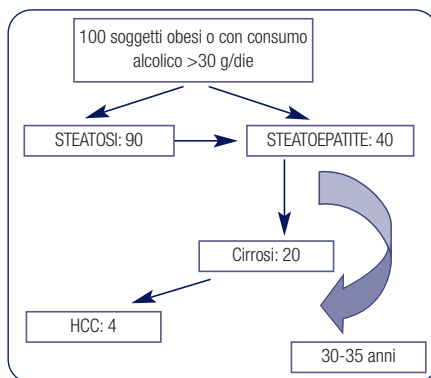 100 soggetti obesi o con consumo
alcolico >30 g/die
STEATOSI: 90
STEATOEPATITE: 40
Cirrosi: 20
HCC: 4
30-35 anni